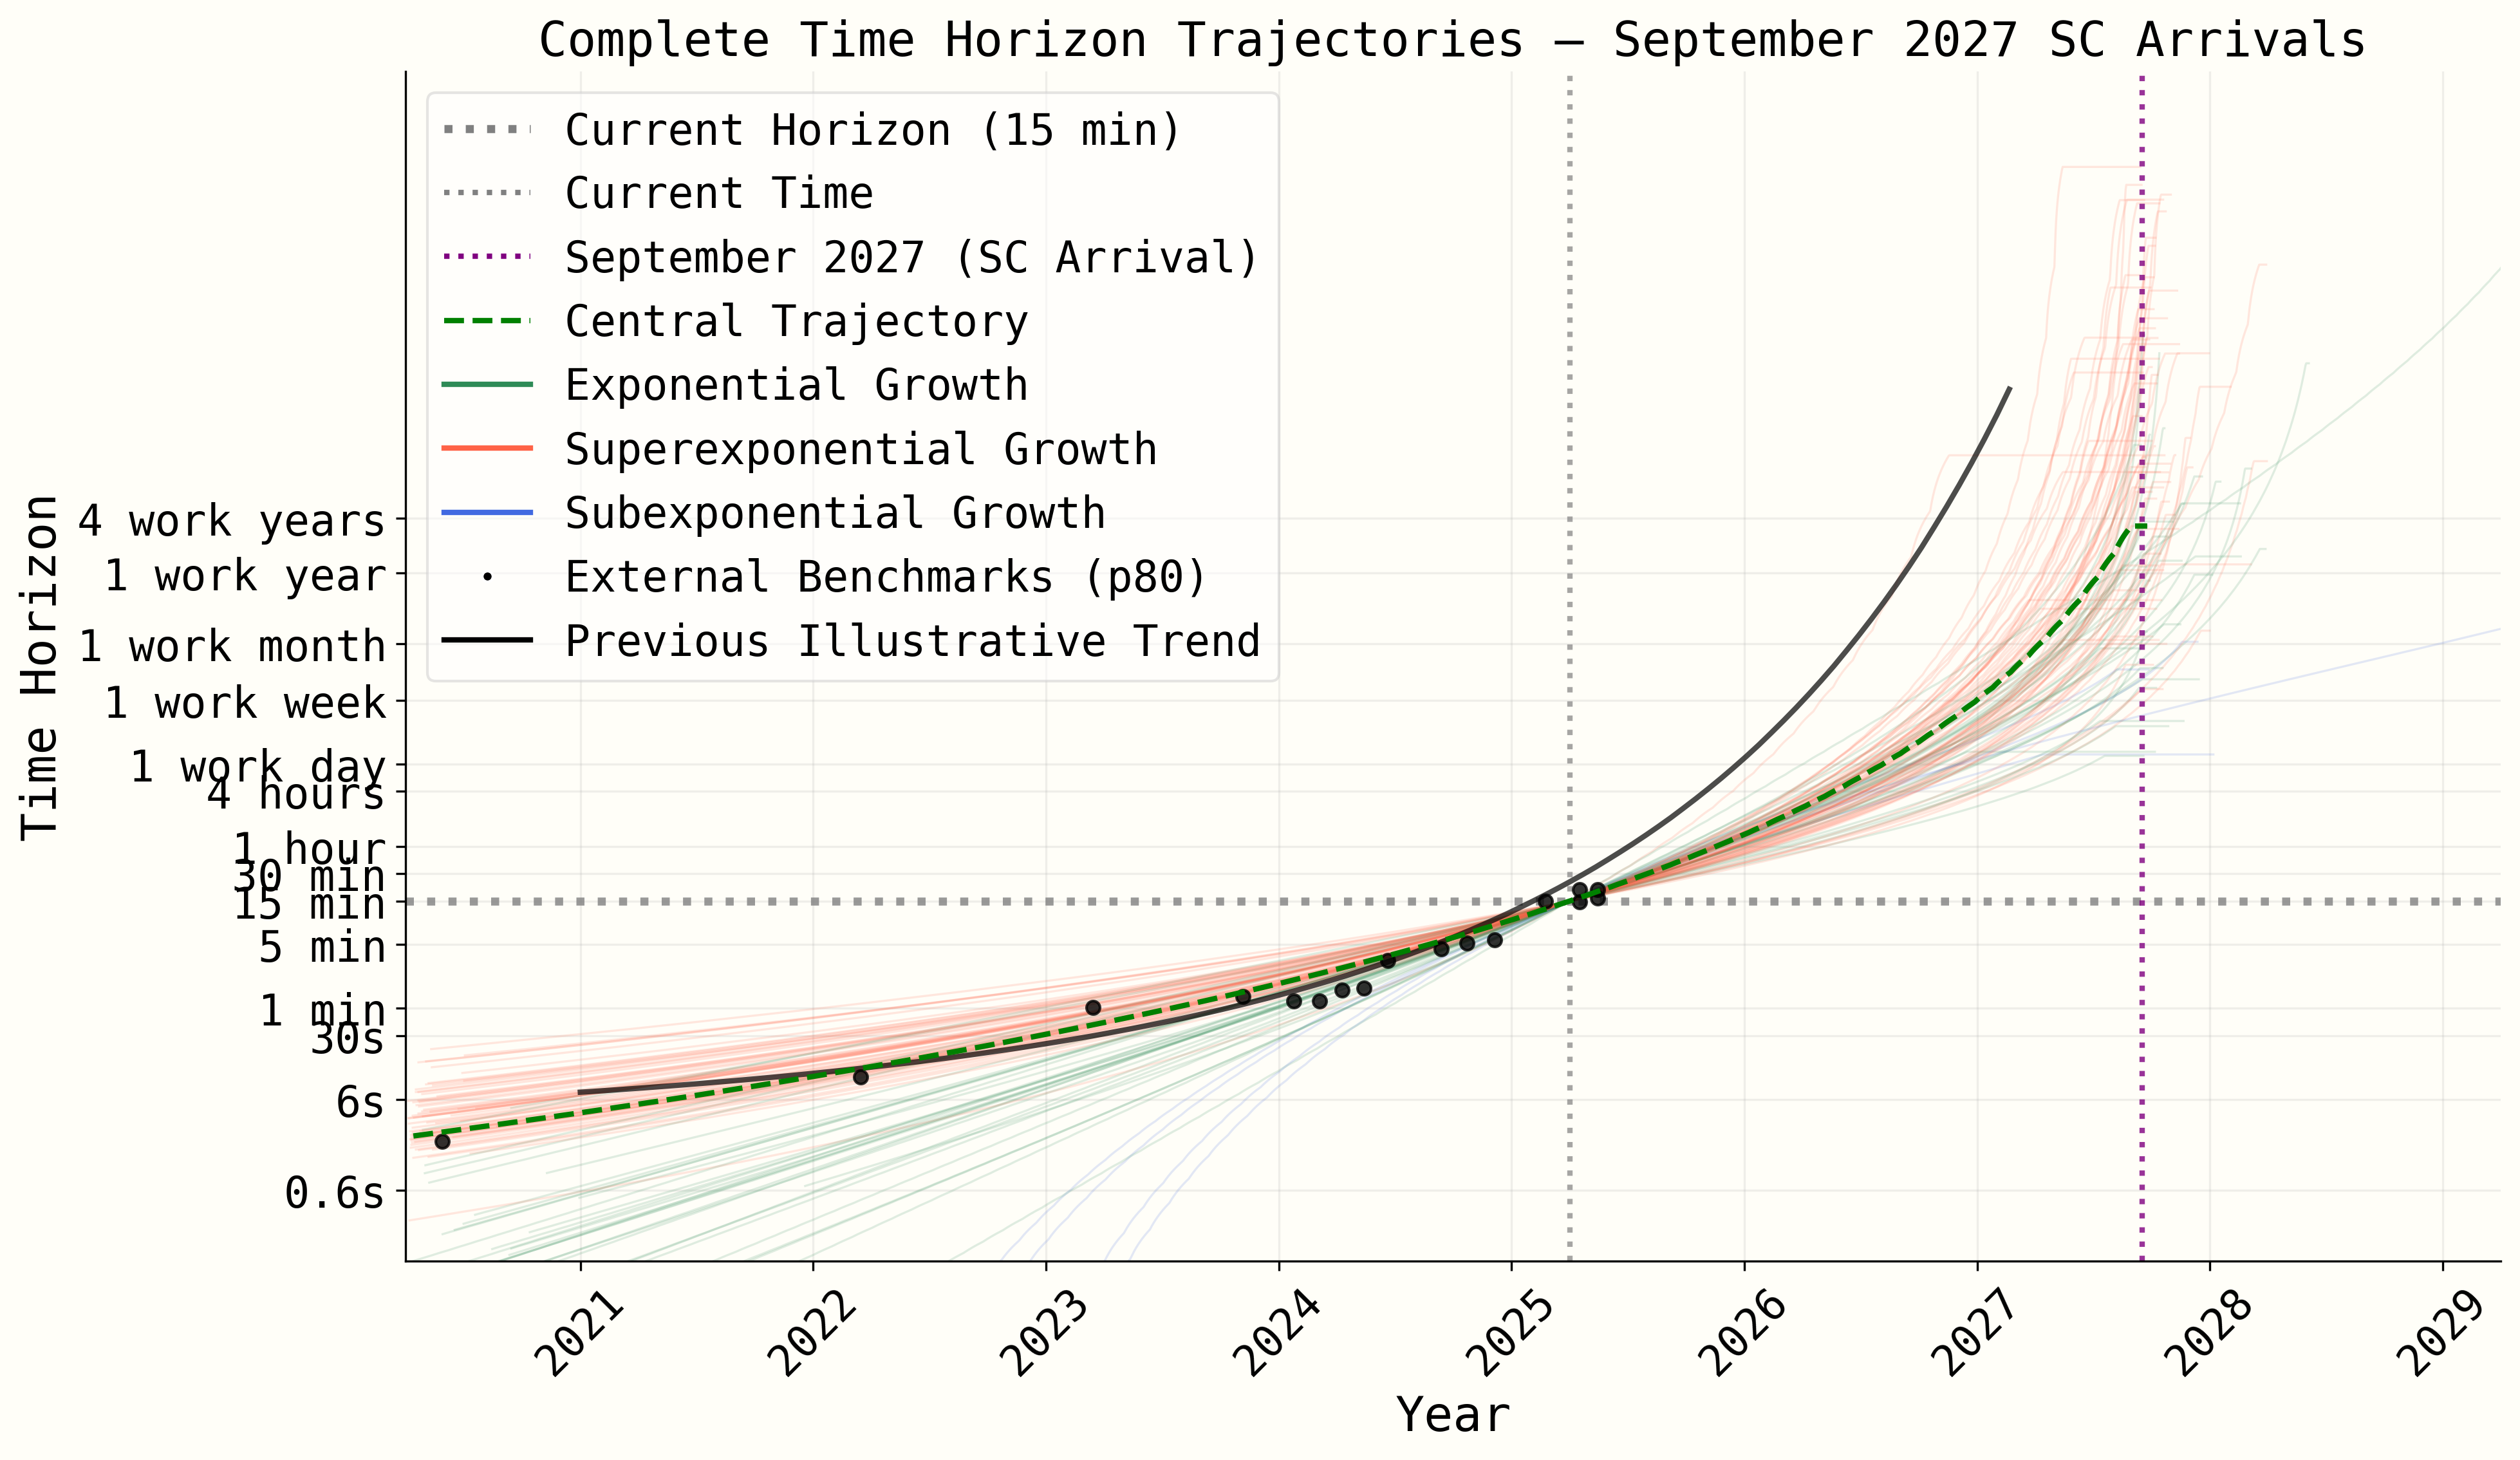 Complete Time Horizon Trajectories — September 2027 SC Arrivals
Current Horizon (15 min)
Current Time
September 2027 (SC Arrival)
Central Trajectory
Exponential Growth
Superexponential Growth
Subexponential Growth
External Benchmarks (p80)
Previous Illustrative Trend
Time Horizon
4 work years
1 work year
1 work month
1 work week
1 work day
4 hours
1 hour
30 min
15 min
5 min
1 min
30s
6s
0.6s
2021
2022
2023
2024
2025
2026
2027
2028
2029
Year